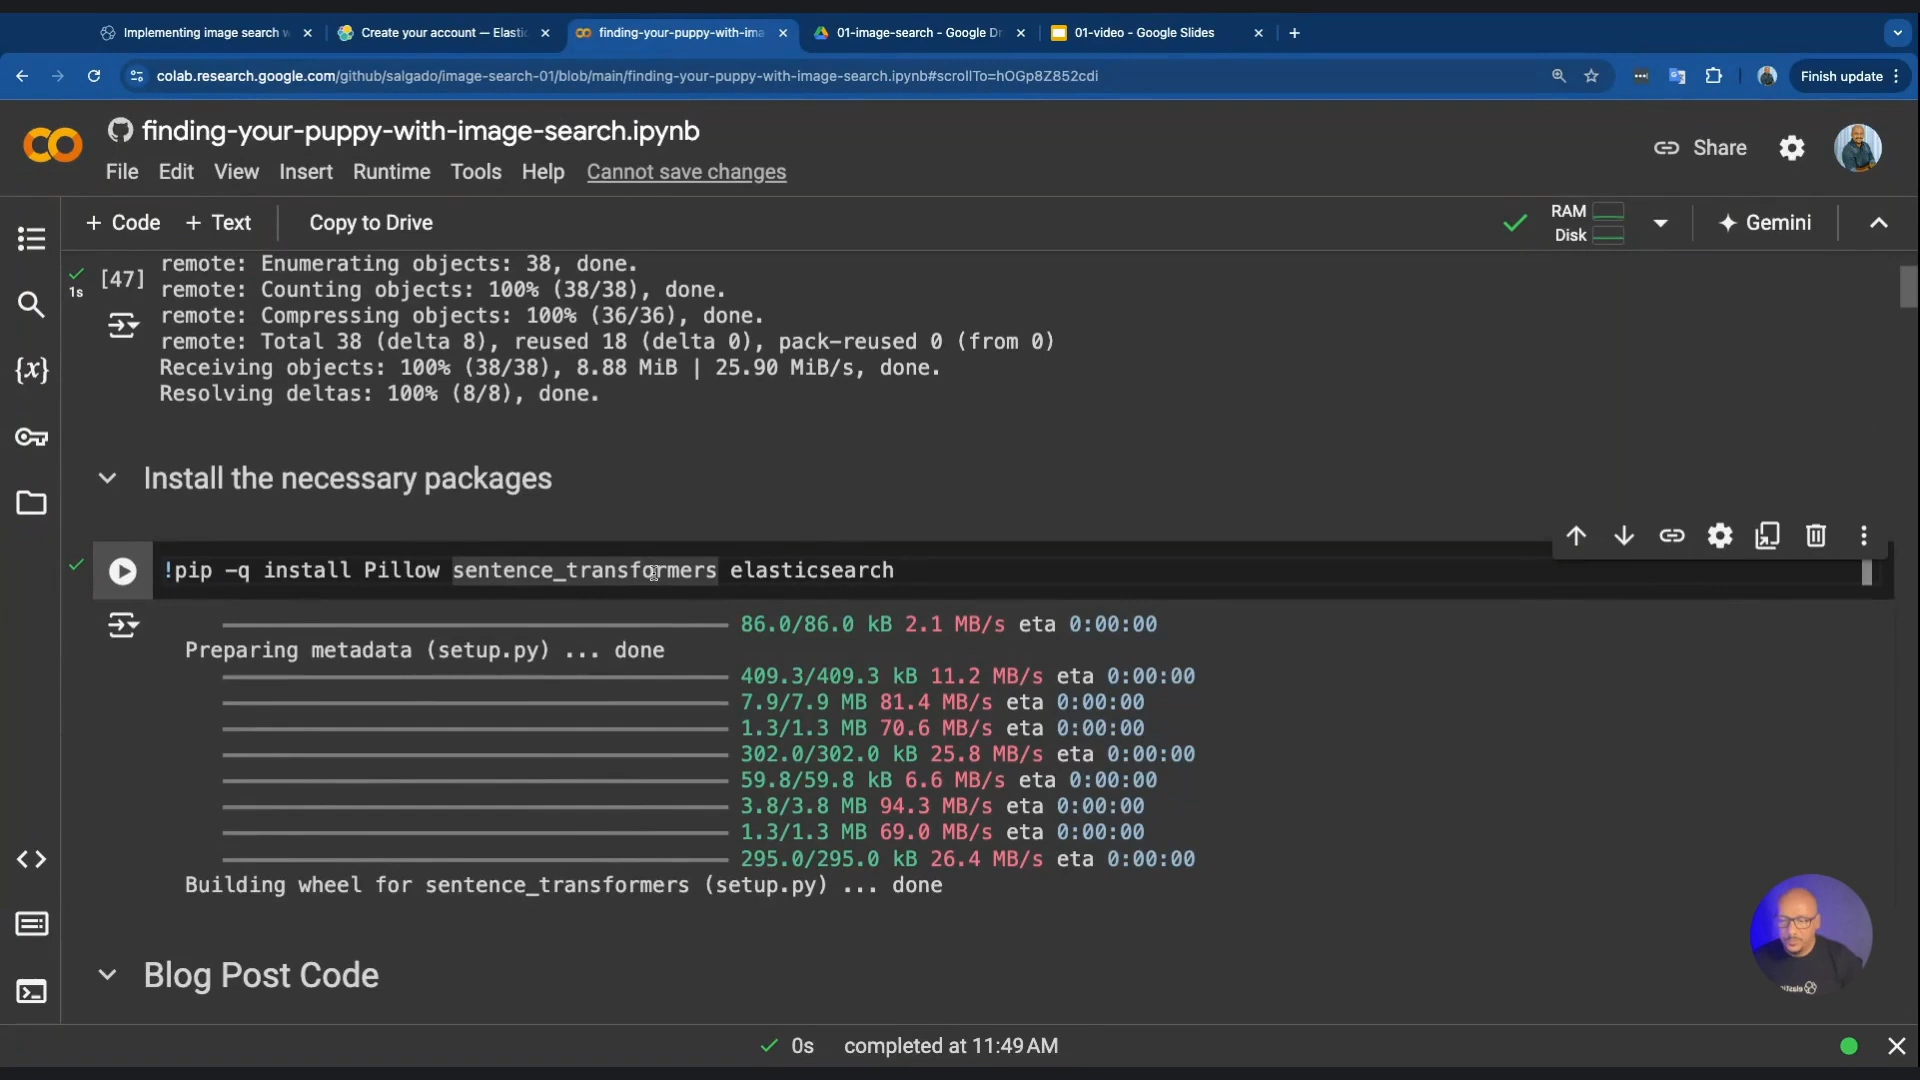 Implementing image search w
Create your account — Elastic
finding-your-puppy-with-ima
01-image-search - Google Dr
01-video - Google Slides
colab.research.google.com/github/salgado/image-search-01/blob/main/finding-your-puppy-with-image-search.ipynb#scrollTo=hOGp8Z852cdi
Finish update
finding-your-puppy-with-image-search.ipynb
Share
File Edit View Insert Runtime Tools Help Cannot save changes
+ Code + Text Copy to Drive
RAM
Disk
Gemini
remote: Enumerating objects: 38, done.
1s [47] remote: Counting objects: 100% (38/38), done.
remote: Compressing objects: 100% (36/36), done.
remote: Total 38 (delta 8), reused 18 (delta 0), pack-reused 0 (from 0)
{x} Receiving objects: 100% (38/38), 8.88 MiB | 25.90 MiB/s, done.
Resolving deltas: 100% (8/8), done.
Install the necessary packages
!pip -q install Pillow sentence_transformers elasticsearch
86.0/86.0 kB 2.1 MB/s eta 0:00:00
Preparing metadata (setup.py) ... done
409.3/409.3 kB 11.2 MB/s eta 0:00:00
7.9/7.9 MB 81.4 MB/s eta 0:00:00
1.3/1.3 MB 70.6 MB/s eta 0:00:00
302.0/302.0 kB 25.8 MB/s eta 0:00:00
59.8/59.8 kB 6.6 MB/s eta 0:00:00
3.8/3.8 MB 94.3 MB/s eta 0:00:00
1.3/1.3 MB 69.0 MB/s eta 0:00:00
295.0/295.0 kB 26.4 MB/s eta 0:00:00
Building wheel for sentence_transformers (setup.py) ... done
Blog Post Code
0s completed at 11:49 AM